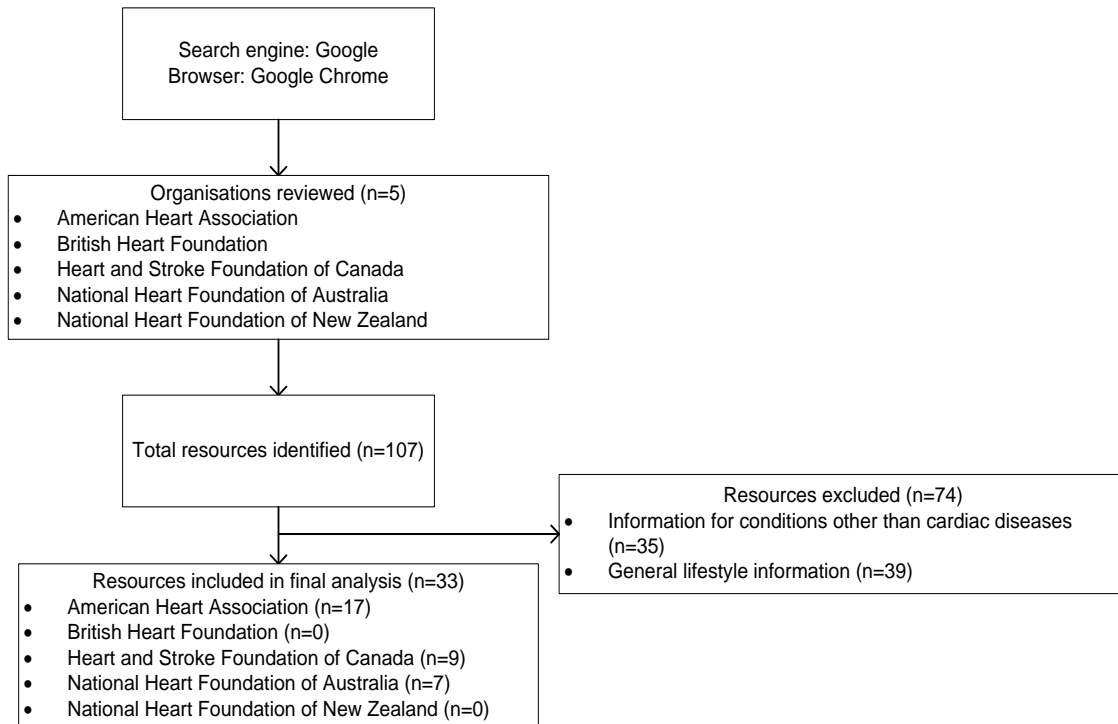 Search engine: Google
Browser: Google Chrome
Organisations reviewed (n=5)
• American Heart Association
• British Heart Foundation
• Heart and Stroke Foundation of Canada
• National Heart Foundation of Australia
• National Heart Foundation of New Zealand
Total resources identified (n=107)
Resources excluded (n=74)
• Information for conditions other than cardiac diseases
(n=35)
• General lifestyle information (n=39)
Resources included in final analysis (n=33)
• American Heart Association (n=17)
• British Heart Foundation (n=0)
• Heart and Stroke Foundation of Canada (n=9)
• National Heart Foundation of Australia (n=7)
• National Heart Foundation of New Zealand (n=0)